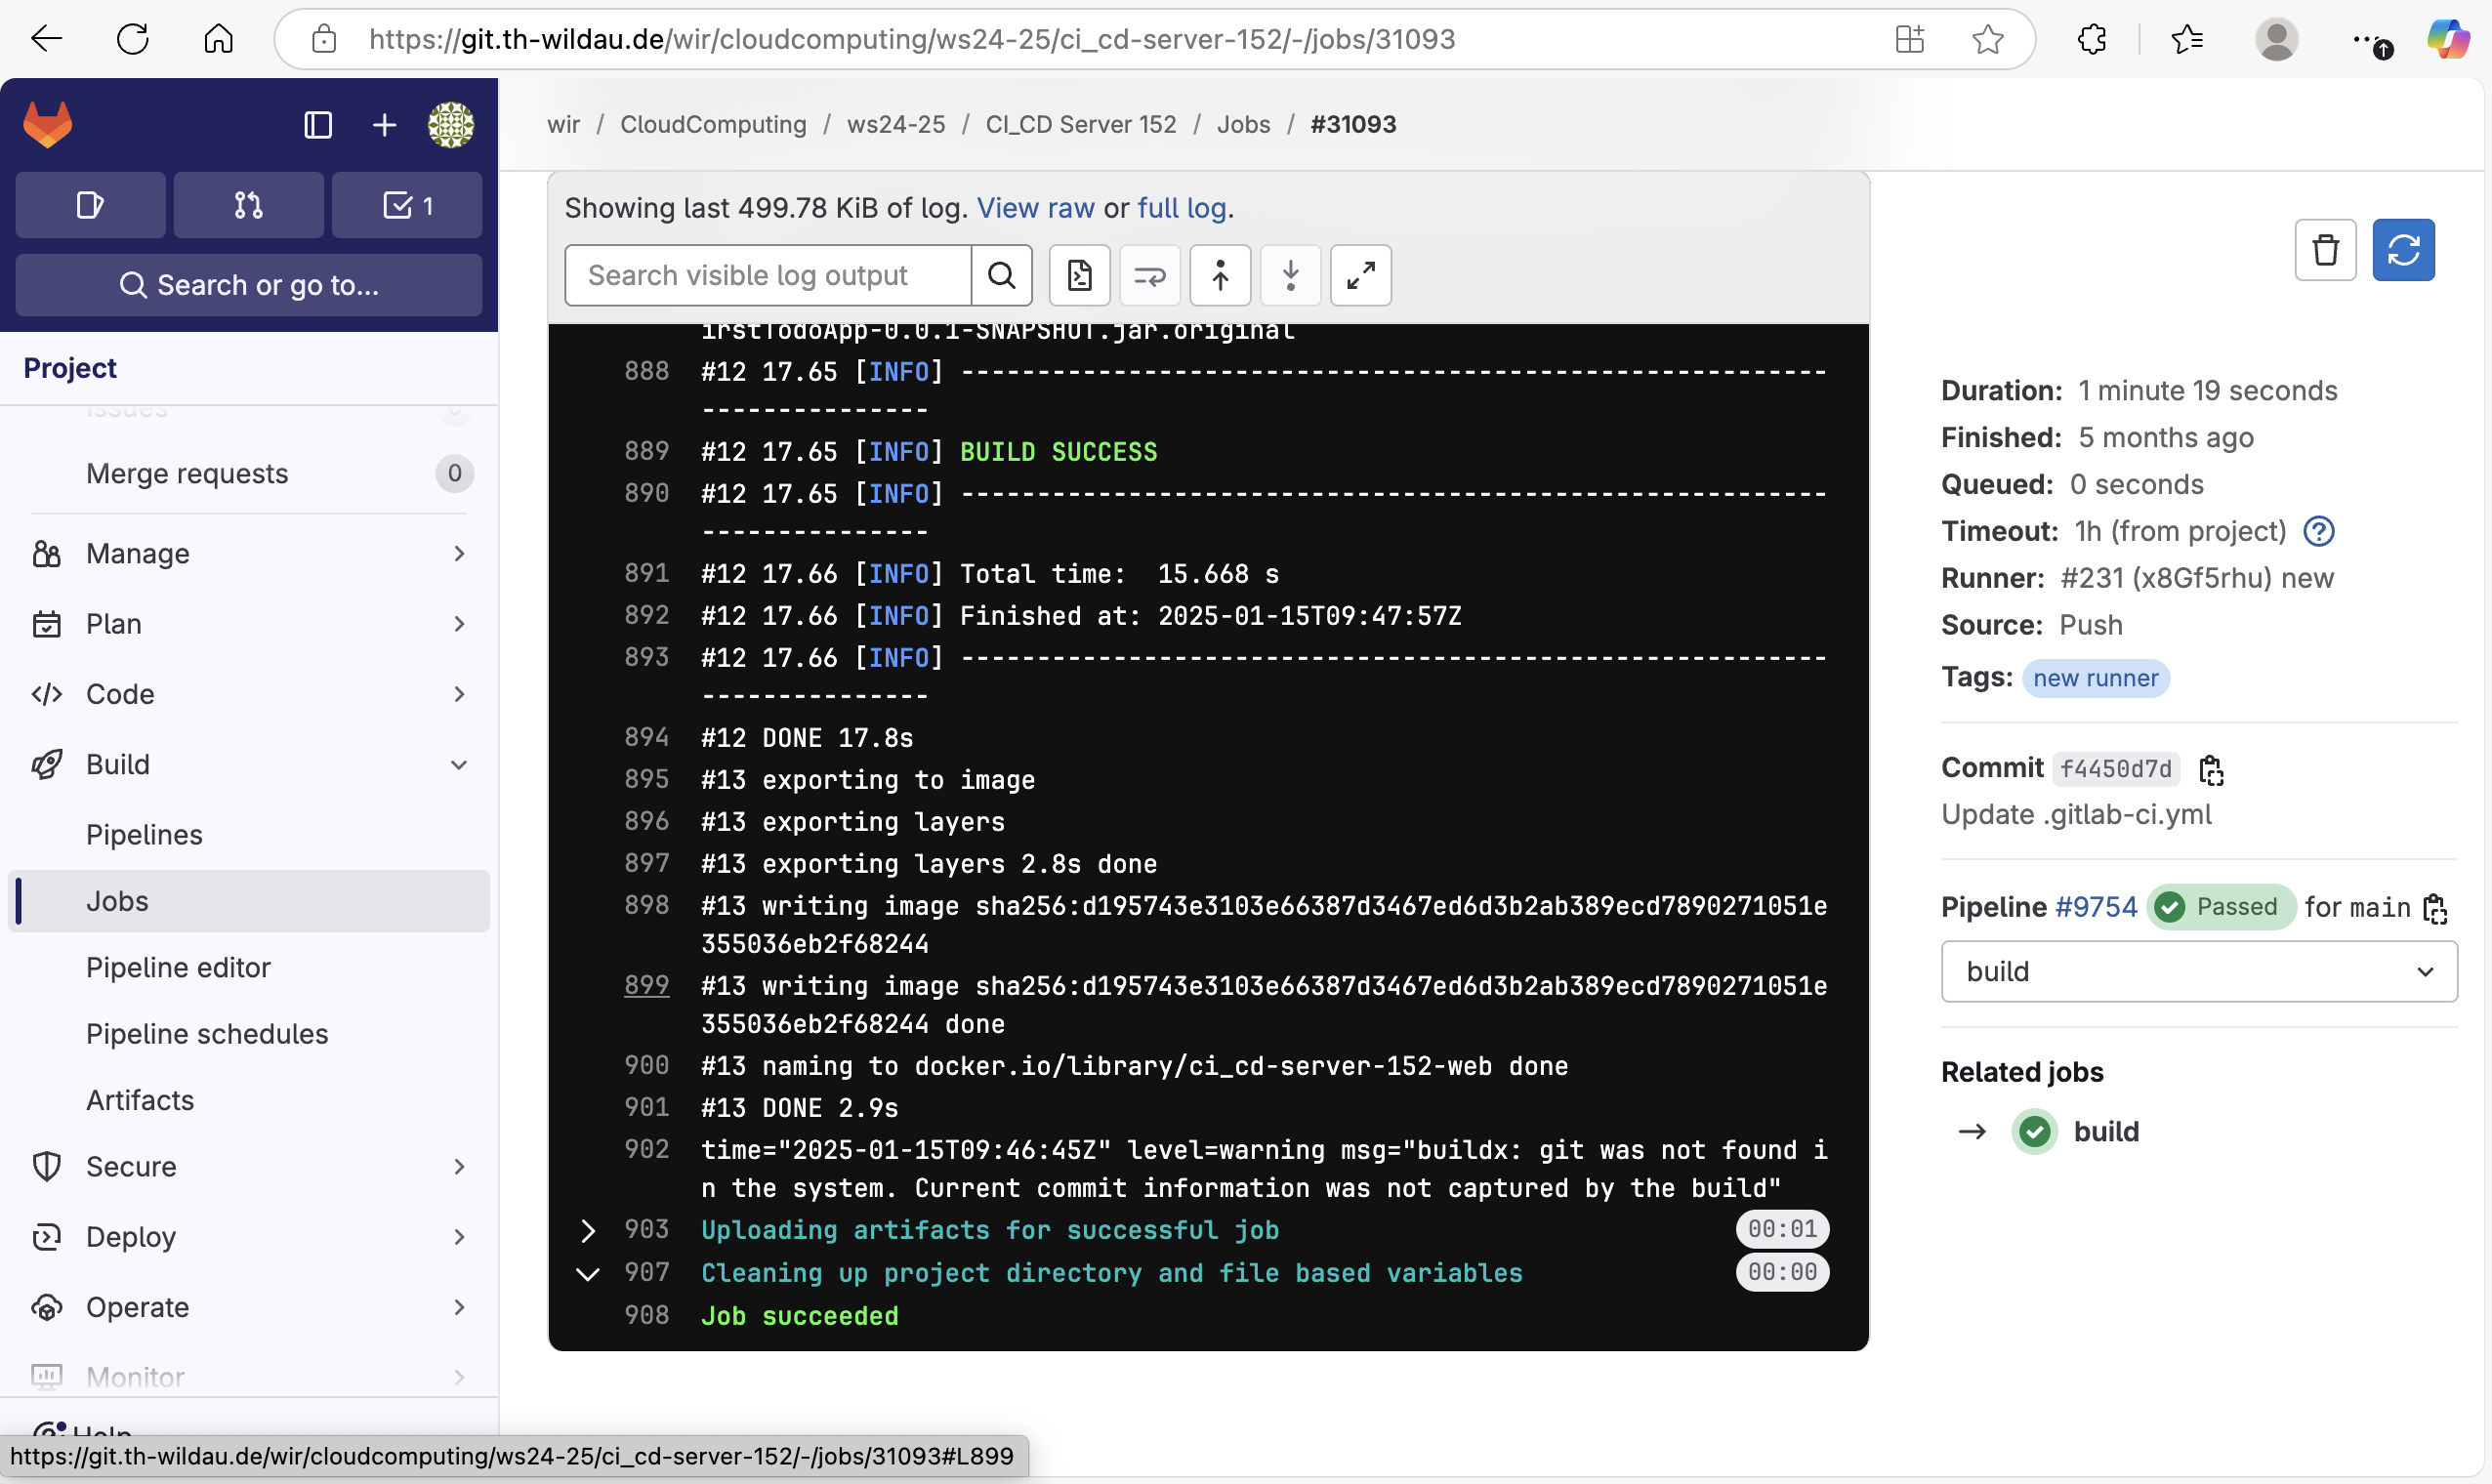 https://git.th-wildau.de/wir/cloudcomputing/ws24-25/ci_cd-server-152/-/jobs/31093
wir / CloudComputing / ws24-25 / CI_CD Server 152 / Jobs / #31093
1
Search or go to...
Project
Issues 0
Merge requests 0
Manage
Plan
Code
Build
Pipelines
Jobs
Pipeline editor
Pipeline schedules
Artifacts
Secure
Deploy
Operate
Monitor
Help
Showing last 499.78 KiB of log. View raw or full log.
Search visible log output
irstTodoApp-0.0.1-SNAPSHOT.jar.original
888 #12 17.65 [INFO] ---------------------------------------------------------
---------------
889 #12 17.65 [INFO] BUILD SUCCESS
890 #12 17.65 [INFO] ---------------------------------------------------------
---------------
891 #12 17.66 [INFO] Total time:  15.668 s
892 #12 17.66 [INFO] Finished at: 2025-01-15T09:47:57Z
893 #12 17.66 [INFO] ---------------------------------------------------------
---------------
894 #12 DONE 17.8s
895 #13 exporting to image
896 #13 exporting layers
897 #13 exporting layers 2.8s done
898 #13 writing image sha256:d195743e3103e66387d3467ed6d3b2ab389ecd7890271051e
355036eb2f68244
899 #13 writing image sha256:d195743e3103e66387d3467ed6d3b2ab389ecd7890271051e
355036eb2f68244 done
900 #13 naming to docker.io/library/ci_cd-server-152-web done
901 #13 DONE 2.9s
902 time="2025-01-15T09:46:45Z" level=warning msg="buildx: git was not found i
n the system. Current commit information was not captured by the build"
903 Uploading artifacts for successful job 00:01
907 Cleaning up project directory and file based variables 00:00
908 Job succeeded
Duration: 1 minute 19 seconds
Finished: 5 months ago
Queued: 0 seconds
Timeout: 1h (from project)
Runner: #231 (x8Gf5rhu) new
Source: Push
Tags: new runner
Commit f4450d7d
Update .gitlab-ci.yml
Pipeline #9754 Passed for main
build
Related jobs
build
https://git.th-wildau.de/wir/cloudcomputing/ws24-25/ci_cd-server-152/-/jobs/31093#L899